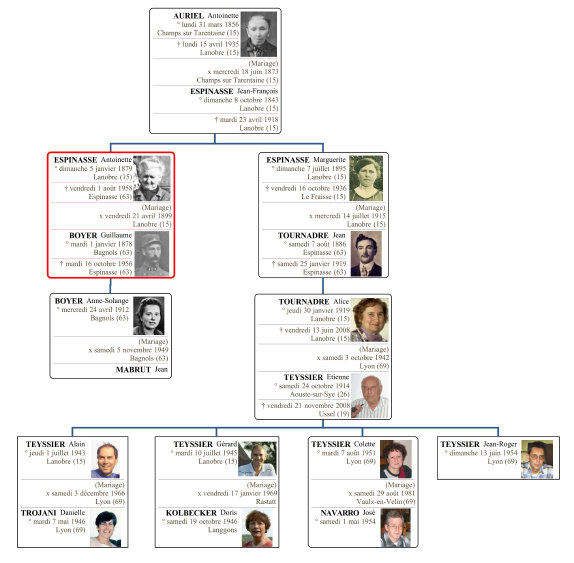 AURIEL Antoinette
° lundi 31 mars 1856
Champs sur Tarentaine (15)
† lundi 15 avril 1935
Lanobre (15)
(Mariage)
x mercredi 18 juin 1873
Champs sur Tarentaine (15)
ESPINASSE Jean-François
° dimanche 8 octobre 1843
Lanobre (15)
† mardi 23 avril 1918
Lanobre (15)
ESPINASSE Antoinette
° dimanche 5 janvier 1879
Lanobre (15)
† vendredi 1 août 1958
Espinasse (63)
(Mariage)
x vendredi 21 avril 1899
Lanobre (15)
BOYER Guillaume
° mardi 1 janvier 1878
Bagnols (63)
† mardi 16 octobre 1956
Espinasse (63)
ESPINASSE Marguerite
° dimanche 7 juillet 1895
Lanobre (15)
† vendredi 16 octobre 1936
Le Fraisse (15)
(Mariage)
x mercredi 14 juillet 1915
Lanobre (15)
TOURNADRE Jean
° samedi 7 août 1886
Espinasse (63)
† samedi 25 janvier 1919
Espinasse (63)
BOYER Anne-Solange
° mercredi 24 avril 1912
Bagnols (63)
(Mariage)
x samedi 5 novembre 1949
Bagnols (63)
MABRUT Jean
TOURNADRE Alice
° jeudi 30 janvier 1919
Lanobre (15)
† vendredi 13 juin 2008
Lanobre (15)
(Mariage)
x samedi 3 octobre 1942
Lyon (69)
TEYSSIER Etienne
° samedi 24 octobre 1914
Aouste-sur-Sye (26)
† vendredi 21 novembre 2008
Ussel (19)
TEYSSIER Alain
° jeudi 1 juillet 1943
Lanobre (15)
(Mariage)
x samedi 3 décembre 1966
Lyon (69)
TROJANI Danielle
° mardi 7 mai 1946
Lyon (69)
TEYSSIER Gérard
° mardi 10 juillet 1945
Lanobre (15)
(Mariage)
x vendredi 17 janvier 1969
Rastatt
KOLBECKER Doris
° samedi 19 octobre 1946
Langgons
TEYSSIER Colette
° mardi 7 août 1951
Lyon (69)
(Mariage)
x samedi 29 août 1981
Vaulx-en-Velin (69)
NAVARRO José
° samedi 1 mai 1954
TEYSSIER Jean-Roger
° dimanche 13 juin 1954
Lyon (69)